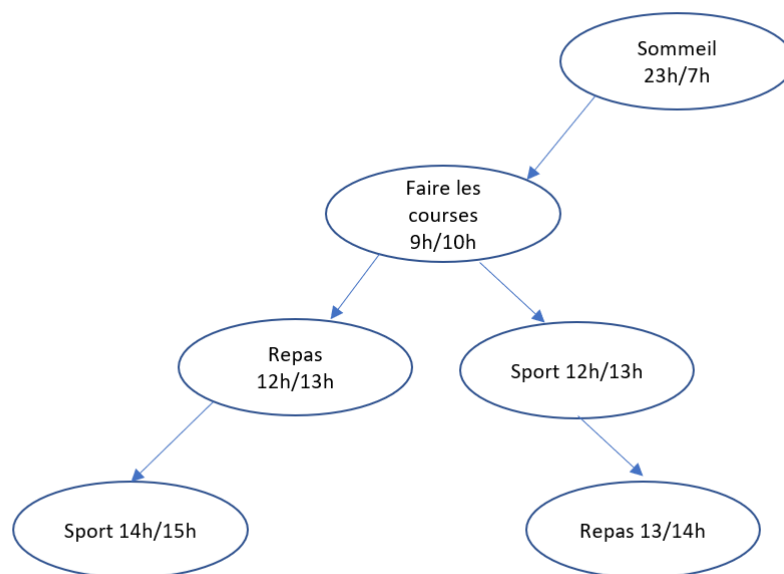 Sommeil
23h/7h
Faire les
courses
9h/10h
Repas
12h/13h
Sport 12h/13h
Sport 14h/15h
Repas 13/14h